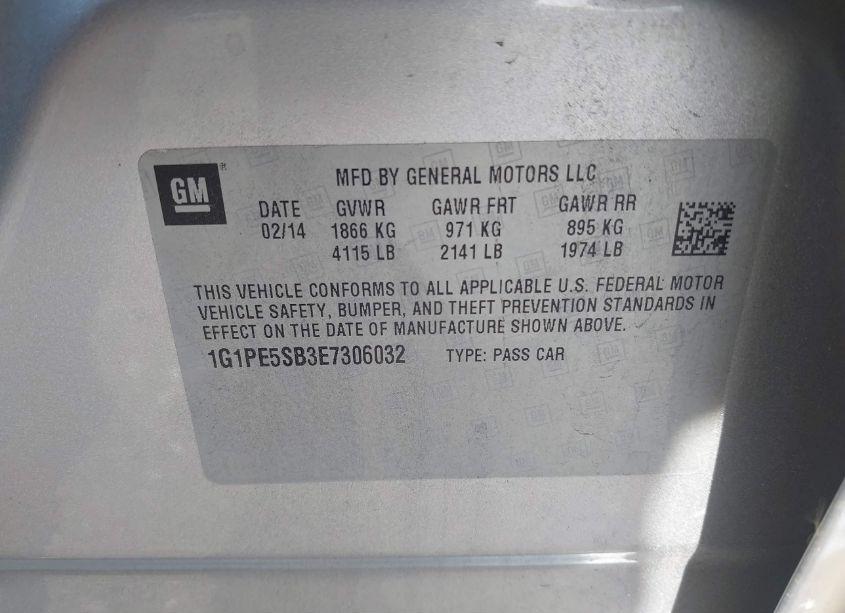 GM® MFD BY GENERAL MOTORS LLC
DATE GVWR GAWR FRT GAWR RR
02/14 1866 KG 971 KG 895 KG
4115 LB 2141 LB 1974 LB
THIS VEHICLE CONFORMS TO ALL APPLICABLE U.S. FEDERAL MOTOR
VEHICLE SAFETY, BUMPER, AND THEFT PREVENTION STANDARDS IN
EFFECT ON THE DATE OF MANUFACTURE SHOWN ABOVE.
1G1PE5SB3E7306032 TYPE: PASS CAR